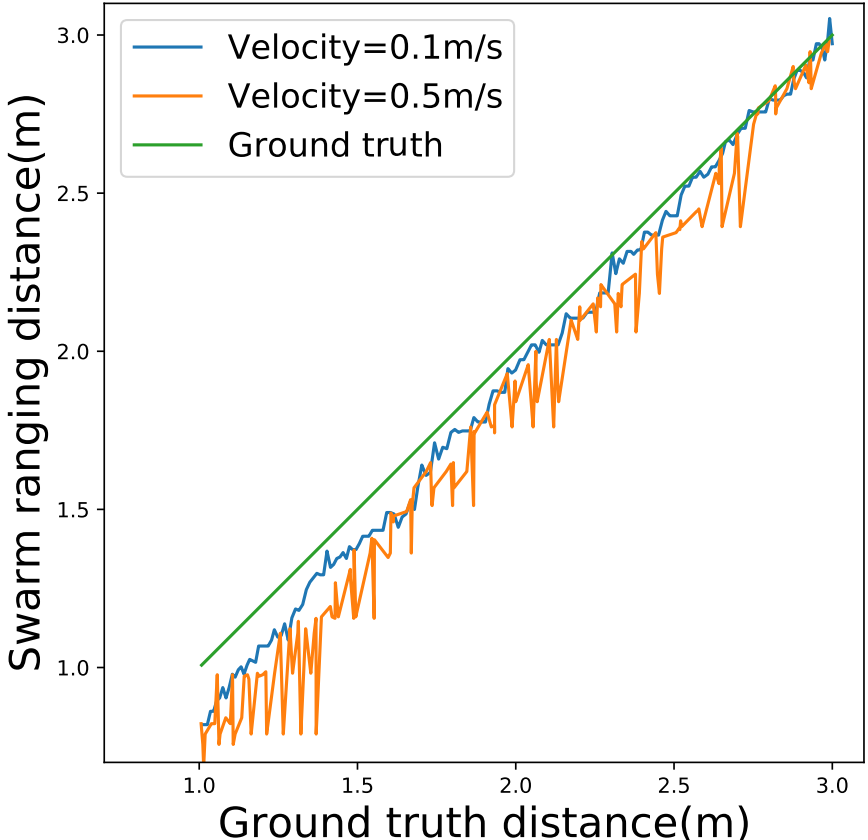 Velocity=0.1m/s
Velocity=0.5m/s
Ground truth
Swarm ranging distance(m)
3.0
2.5
2.0
1.5
1.0
1.0 1.5 2.0 2.5 3.0
Ground truth distance(m)